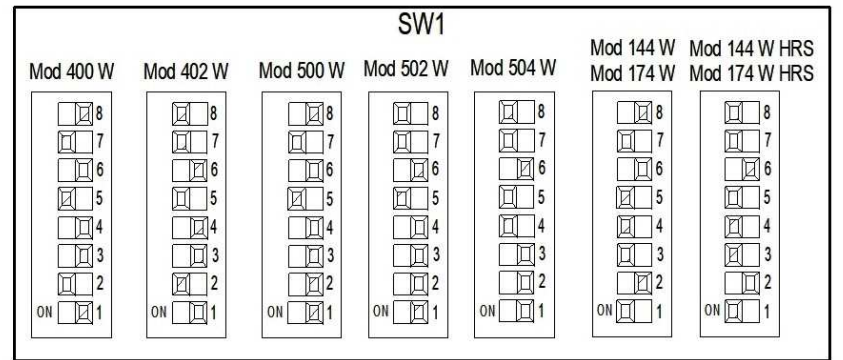 SW1
Mod 400 W Mod 402 W Mod 500 W Mod 502 W Mod 504 W Mod 144 W Mod 144 W HRS
Mod 174 W Mod 174 W HRS
8 8 8 8 8 8 8
7 7 7 7 7 7 7
6 6 6 6 6 6 6
5 5 5 5 5 5 5
4 4 4 4 4 4 4
3 3 3 3 3 3 3
2 2 2 2 2 2 2
ON 1 ON 1 ON 1 ON 1 ON 1 ON 1 ON 1